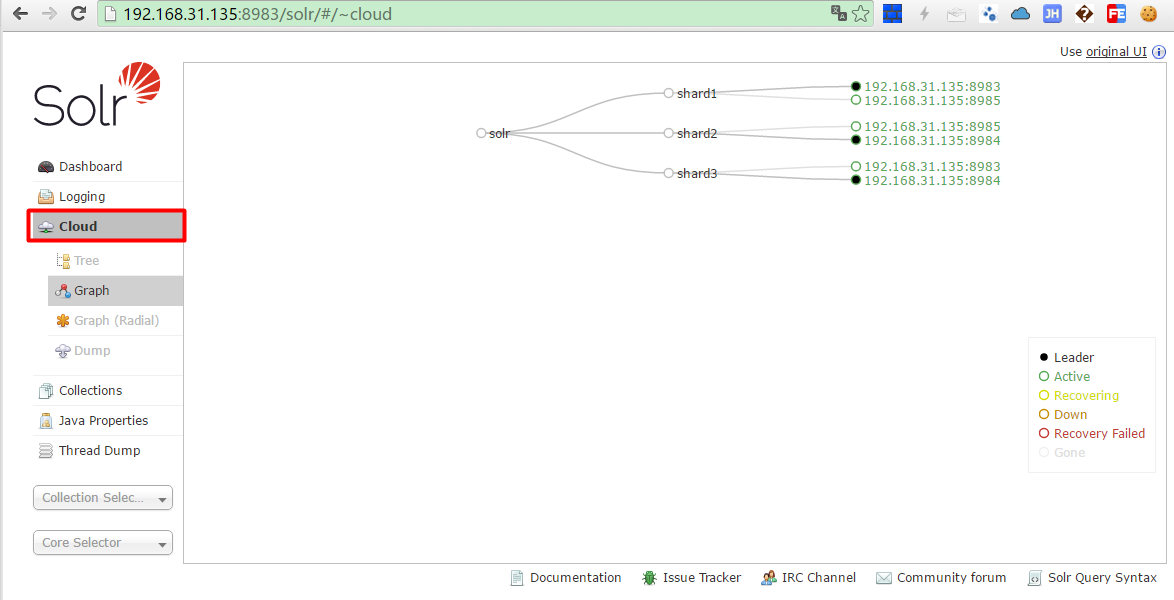 192.168.31.135:8983/solr/#/~cloud
JH
FE
Use original UI
Solr
Dashboard
Logging
Cloud
Tree
Graph
Graph (Radial)
Dump
Collections
Java Properties
Thread Dump
Collection Selec...
Core Selector
solr
shard1
192.168.31.135:8983
192.168.31.135:8985
shard2
192.168.31.135:8985
192.168.31.135:8984
shard3
192.168.31.135:8983
192.168.31.135:8984
Leader
Active
Recovering
Down
Recovery Failed
Gone
Documentation
Issue Tracker
IRC Channel
Community forum
Solr Query Syntax